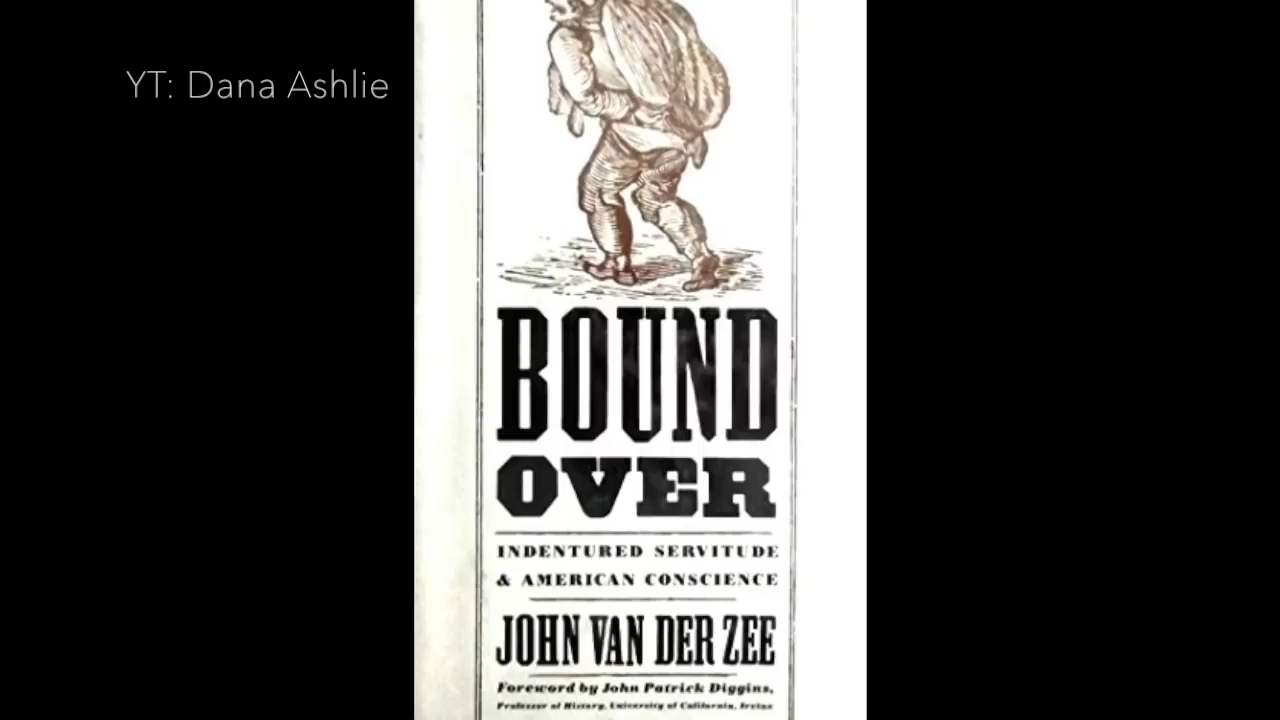 YT: Dana Ashlie
BOUND
OVER
INDENTURED SERVITUDE
& AMERICAN CONSCIENCE
JOHN VAN DER ZEE
Foreword by John Patrick Diggins,
Professor of History, University of California, Irvine